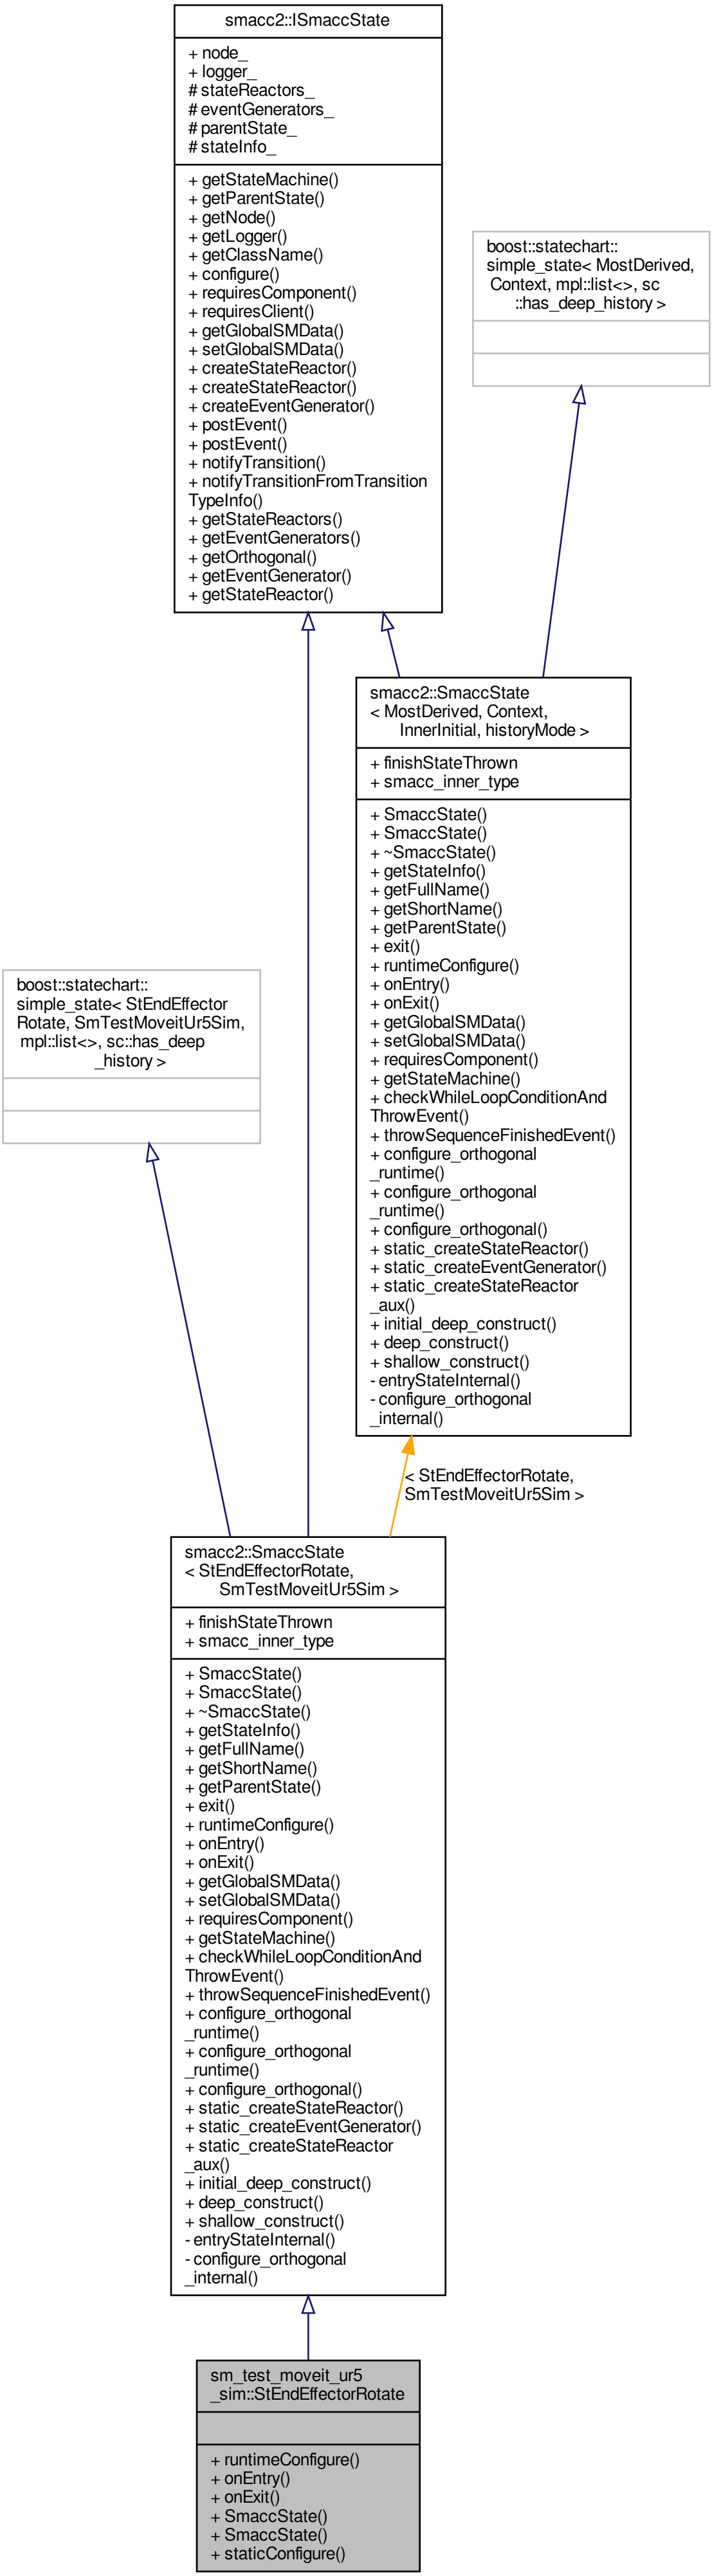 smacc2::ISmaccState
+ node_
+ logger_
# stateReactors_
# eventGenerators_
# parentState_
# stateInfo_
+ getStateMachine()
+ getParentState()
+ getNode()
+ getLogger()
+ getClassName()
+ configure()
+ requiresComponent()
+ requiresClient()
+ getGlobalSMData()
+ setGlobalSMData()
+ createStateReactor()
+ createStateReactor()
+ createEventGenerator()
+ postEvent()
+ postEvent()
+ notifyTransition()
+ notifyTransitionFromTransition
TypeInfo()
+ getStateReactors()
+ getEventGenerators()
+ getOrthogonal()
+ getEventGenerator()
+ getStateReactor()
boost::statechart::
simple_state< MostDerived,
Context, mpl::list<>, sc
::has_deep_history >
smacc2::SmaccState
< MostDerived, Context,
InnerInitial, historyMode >
+ finishStateThrown
+ smacc_inner_type
+ SmaccState()
+ SmaccState()
+ ~SmaccState()
+ getStateInfo()
+ getFullName()
+ getShortName()
+ getParentState()
+ exit()
+ runtimeConfigure()
+ onEntry()
+ onExit()
+ getGlobalSMData()
+ setGlobalSMData()
+ requiresComponent()
+ getStateMachine()
+ checkWhileLoopConditionAnd
ThrowEvent()
+ throwSequenceFinishedEvent()
+ configure_orthogonal
_runtime()
+ configure_orthogonal
_runtime()
+ configure_orthogonal()
+ static_createStateReactor()
+ static_createEventGenerator()
+ static_createStateReactor
_aux()
+ initial_deep_construct()
+ deep_construct()
+ shallow_construct()
- entryStateInternal()
- configure_orthogonal
_internal()
boost::statechart::
simple_state< StEndEffector
Rotate, SmTestMoveitUr5Sim,
mpl::list<>, sc::has_deep
_history >
< StEndEffectorRotate,
SmTestMoveitUr5Sim >
smacc2::SmaccState
< StEndEffectorRotate,
SmTestMoveitUr5Sim >
+ finishStateThrown
+ smacc_inner_type
+ SmaccState()
+ SmaccState()
+ ~SmaccState()
+ getStateInfo()
+ getFullName()
+ getShortName()
+ getParentState()
+ exit()
+ runtimeConfigure()
+ onEntry()
+ onExit()
+ getGlobalSMData()
+ setGlobalSMData()
+ requiresComponent()
+ getStateMachine()
+ checkWhileLoopConditionAnd
ThrowEvent()
+ throwSequenceFinishedEvent()
+ configure_orthogonal
_runtime()
+ configure_orthogonal
_runtime()
+ configure_orthogonal()
+ static_createStateReactor()
+ static_createEventGenerator()
+ static_createStateReactor
_aux()
+ initial_deep_construct()
+ deep_construct()
+ shallow_construct()
- entryStateInternal()
- configure_orthogonal
_internal()
sm_test_moveit_ur5
_sim::StEndEffectorRotate
+ runtimeConfigure()
+ onEntry()
+ onExit()
+ SmaccState()
+ SmaccState()
+ staticConfigure()